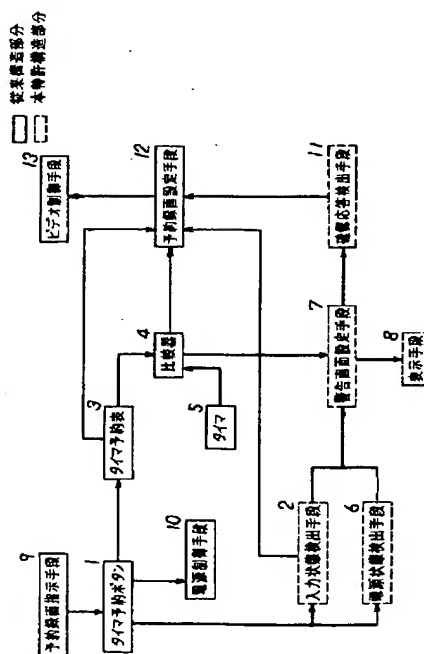 従来構造部分
本特許構造部分
13
ビデオ制御手段
12
予約録画設定手段
11
確認応答検出手段
4
比較器
7
警告画面設定手段
8
表示手段
3
タイマ予約表
5
タイマ
2
入力状態検出手段
6
電源状態検出手段
10
電源制御手段
9
予約録画指示手段
1
タイマ予約ボタン